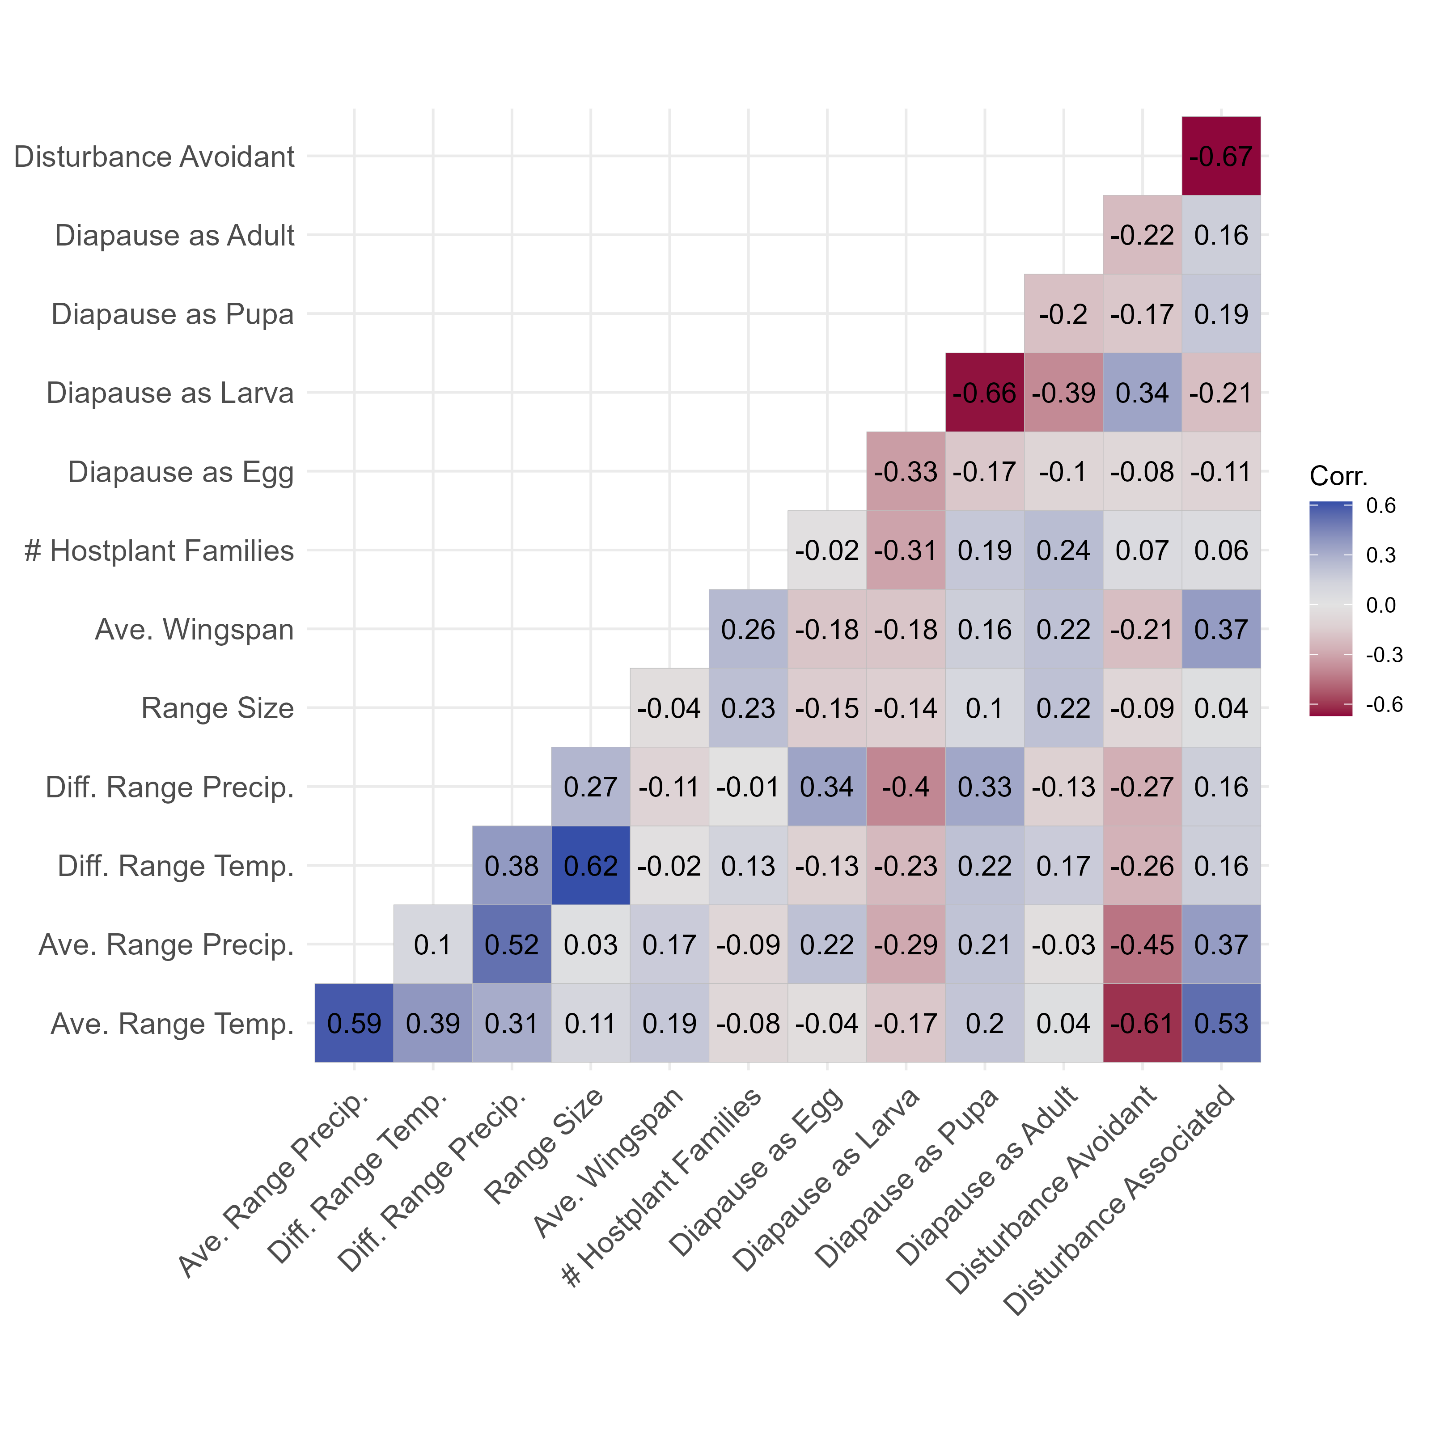 Disturbance Avoidant -0.67
Diapause as Adult -0.22 0.16
Diapause as Pupa -0.2 -0.17 0.19
Diapause as Larva -0.66 -0.39 0.34 -0.21
Diapause as Egg -0.33 -0.17 -0.1 -0.08 -0.11
# Hostplant Families -0.02 -0.31 0.19 0.24 0.07 0.06
Ave. Wingspan 0.26 -0.18 -0.18 0.16 0.22 -0.21 0.37
Range Size -0.04 0.23 -0.15 -0.14 0.1 0.22 -0.09 0.04
Diff. Range Precip. 0.27 -0.11 -0.01 0.34 -0.4 0.33 -0.13 -0.27 0.16
Diff. Range Temp. 0.38 0.62 -0.02 0.13 -0.13 -0.23 0.22 0.17 -0.26 0.16
Ave. Range Precip. 0.1 0.52 0.03 0.17 -0.09 0.22 -0.29 0.21 -0.03 -0.45 0.37
Ave. Range Temp. 0.59 0.39 0.31 0.11 0.19 -0.08 -0.04 -0.17 0.2 0.04 -0.61 0.53
Ave. Range Precip.
Diff. Range Temp.
Diff. Range Precip.
Range Size
Ave. Wingspan
# Hostplant Families
Diapause as Egg
Diapause as Larva
Diapause as Pupa
Diapause as Adult
Disturbance Avoidant
Disturbance Associated
Corr.
0.6
0.3
0.0
-0.3
-0.6